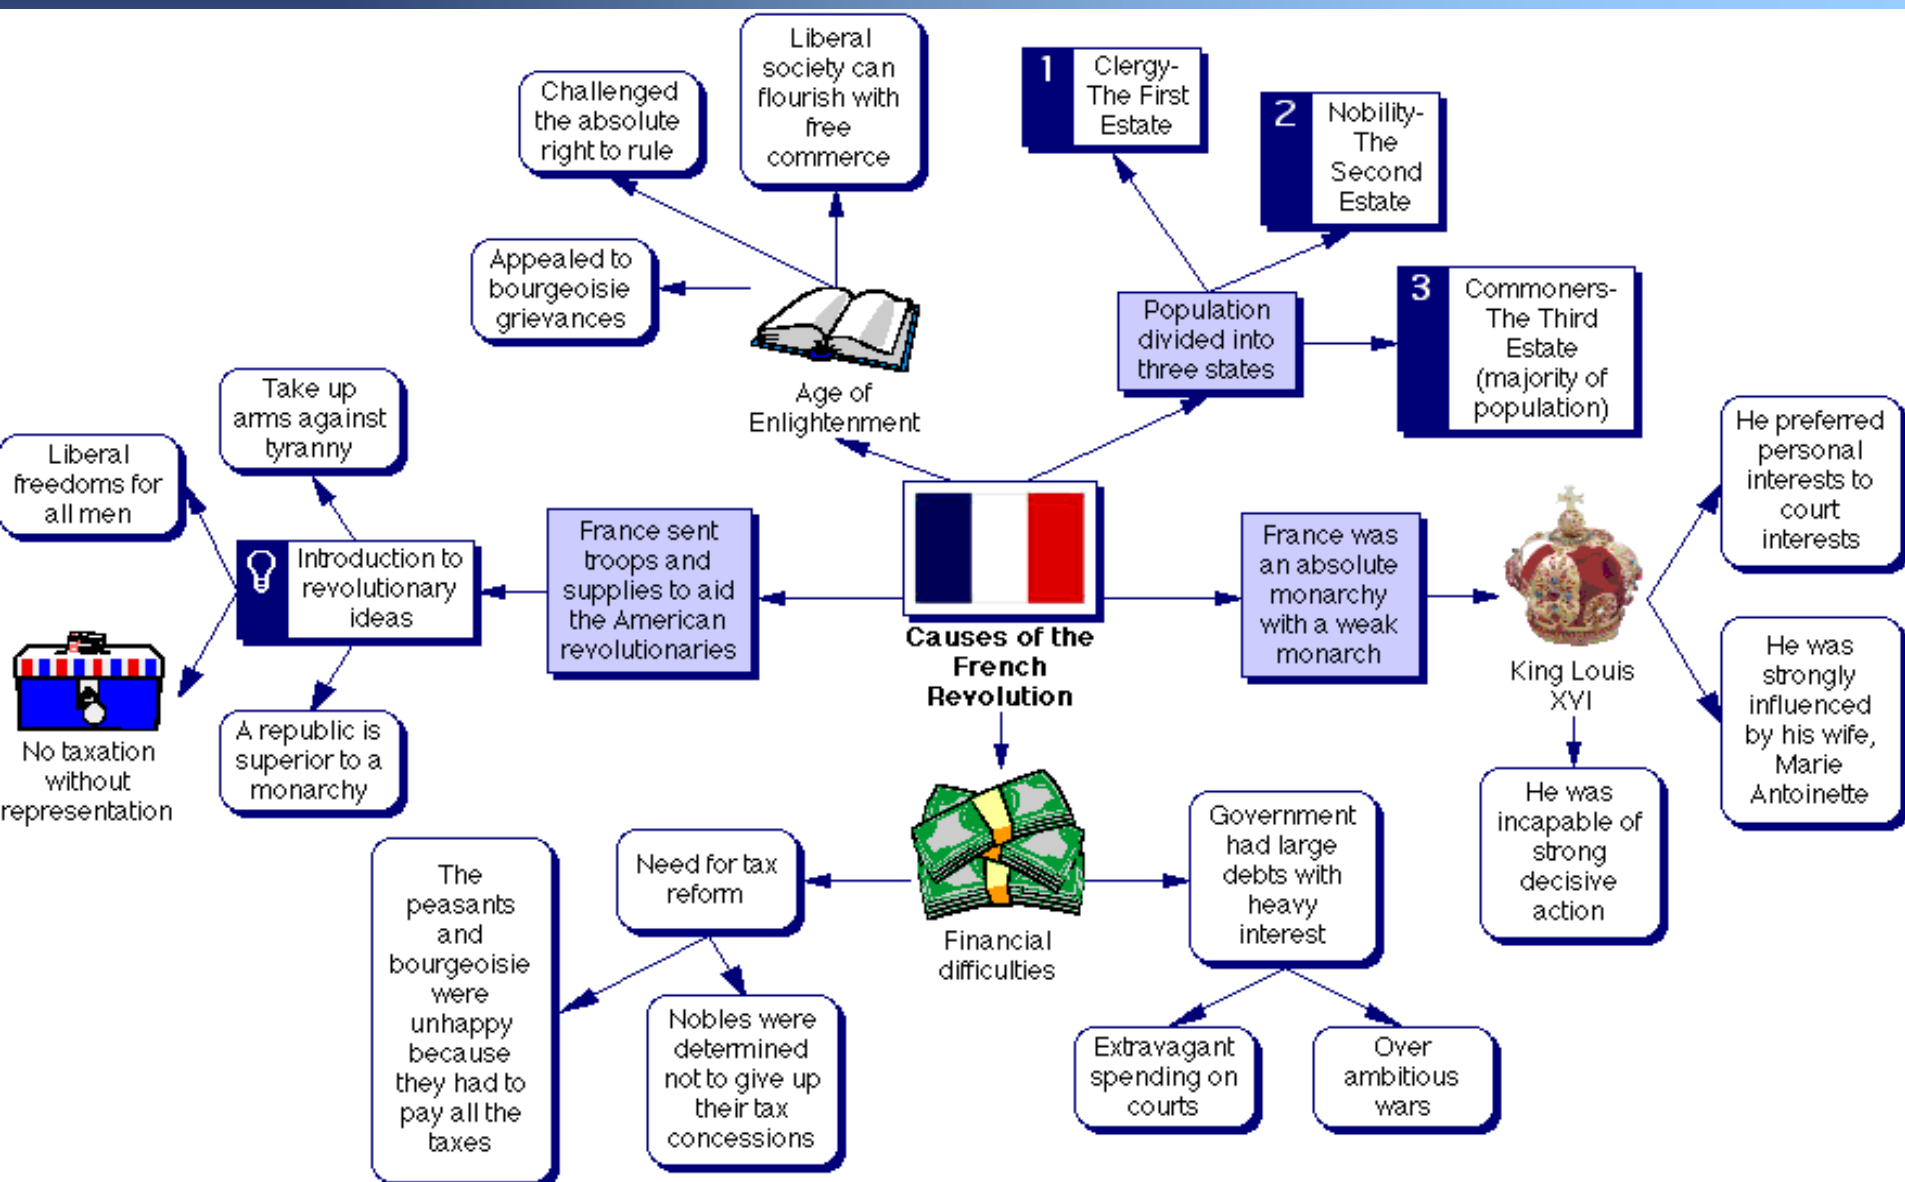 Liberal
society can
flourish with
free
commerce
Challenged
the absolute
right to rule
Appealed to
bourgeoisie
grievances
Age of
Enlightenment
1
Clergy-
The First
Estate
2
Nobility-
The
Second
Estate
3
Commoners-
The Third
Estate
(majority of
population)
Population
divided into
three states
Take up
arms against
tyranny
Liberal
freedoms for
all men
Introduction to
revolutionary
ideas
No taxation
without
representation
A republic is
superior to a
monarchy
France sent
troops and
supplies to aid
the American
revolutionaries
Causes of the
French
Revolution
France was
an absolute
monarchy
with a weak
monarch
King Louis
XVI
He preferred
personal
interests to
court
interests
He was
strongly
influenced
by his wife,
Marie
Antoinette
He was
incapable of
strong
decisive
action
Financial
difficulties
Need for tax
reform
The
peasants
and
bourgeoisie
were
unhappy
because
they had to
pay all the
taxes
Nobles were
determined
not to give up
their tax
concessions
Government
had large
debts with
heavy
interest
Extravagant
spending on
courts
Over
ambitious
wars